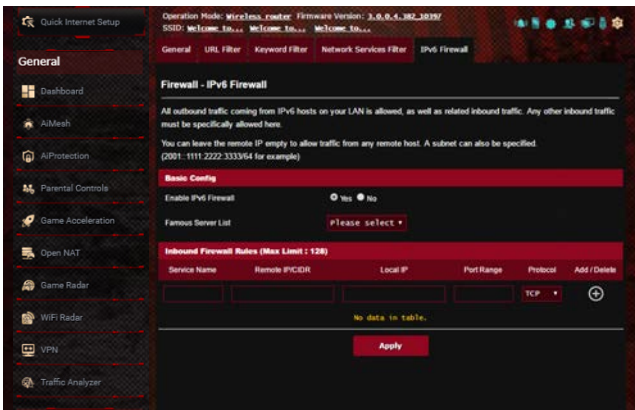 Quick Internet Setup
General
Dashboard
AiMesh
AiProtection
Parental Controls
Game Acceleration
Open NAT
Game Radar
WiFi Radar
VPN
Traffic Analyzer
Operation Mode: Wireless router Firmware Version: 3.0.0.4.382_10397
SSID: Welcome to... Welcome to... Welcome to...
General URL Filter Keyword Filter Network Services Filter IPv6 Firewall
Firewall - IPv6 Firewall
All outbound traffic coming from IPv6 hosts on your LAN is allowed, as well as related inbound traffic. Any other inbound traffic
must be specifically allowed here.
You can leave the remote IP empty to allow traffic from any remote host. A subnet can also be specified.
(2001::1111:2222:3333/64 for example)
Basic Config
Enable IPv6 Firewall Yes No
Famous Server List Please select
Inbound Firewall Rules (Max Limit : 128)
Service Name Remote IP/CIDR Local IP Port Range Protocol Add / Delete
TCP
No data in table.
Apply